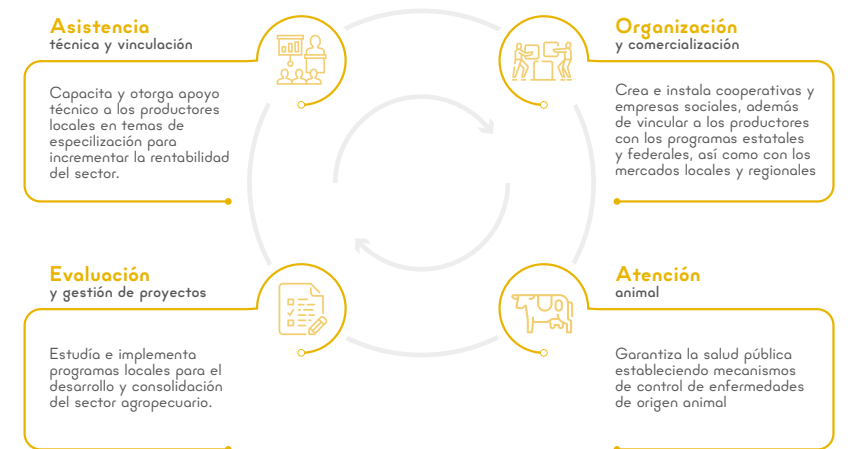 Asistencia
técnica y vinculación
Capacita y otorga apoyo
técnico a los productores
locales en temas de
especilización para
incrementar la rentabilidad
del sector.
Organización
y comercialización
Crea e instala cooperativas y
empresas sociales, además
de vincular a los productores
con los programas estatales
y federales, así como con los
mercados locales y regionales
Evaluación
y gestión de proyectos
Estudía e implementa
programas locales para el
desarrollo y consolidación
del sector agropecuario.
Atención
animal
Garantiza la salud pública
estableciendo mecanismos
de control de enfermedades
de origen animal